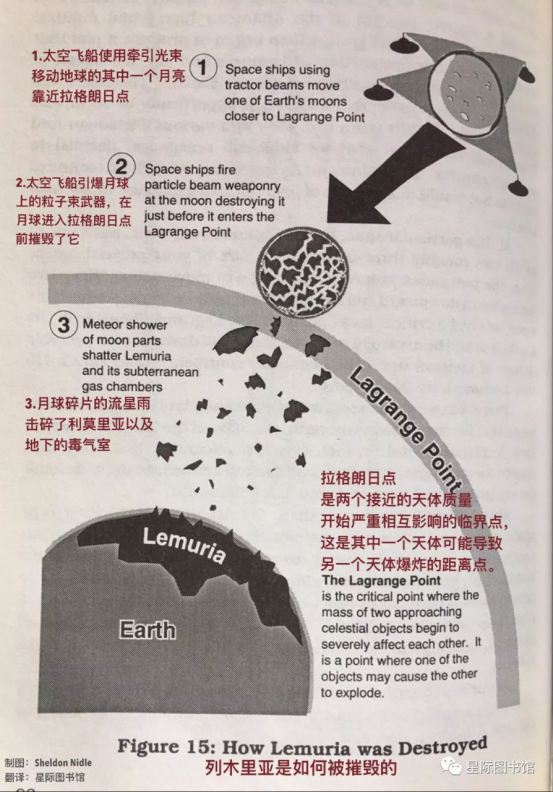 1.太空飞船使用牵引光束
移动地球的其中一个月亮
靠近拉格朗日点
1
Space ships using
tractor beams move
one of Earth's moons
closer to Lagrange Point
2.太空飞船引爆月球
上的粒子束武器，在
月球进入拉格朗日点
前摧毁了它
2
Space ships fire
particle beam weaponry
at the moon destroying it
just before it enters the
Lagrange Point
3
Meteor shower
of moon parts
shatter Lemuria
and its subterranean
gas chambers
3.月球碎片的流星雨
击碎了利莫里亚以及
地下的毒气室
Lagrange Point
拉格朗日点
是两个接近的天体质量
开始严重相互影响的临界点，
这是其中一个天体可能导致
另一个天体爆炸的距离点。
The Lagrange Point
is the critical point where the
mass of two approaching
celestial objects begin to
severely affect each other. It
is a point where one of the
objects may cause the other
to explode.
Lemuria
Earth
Figure 15: How Lemuria was Destroyed
列木里亚是如何被摧毁的
制图：Sheldon Nidle
翻译：星际图书馆
星际图书馆